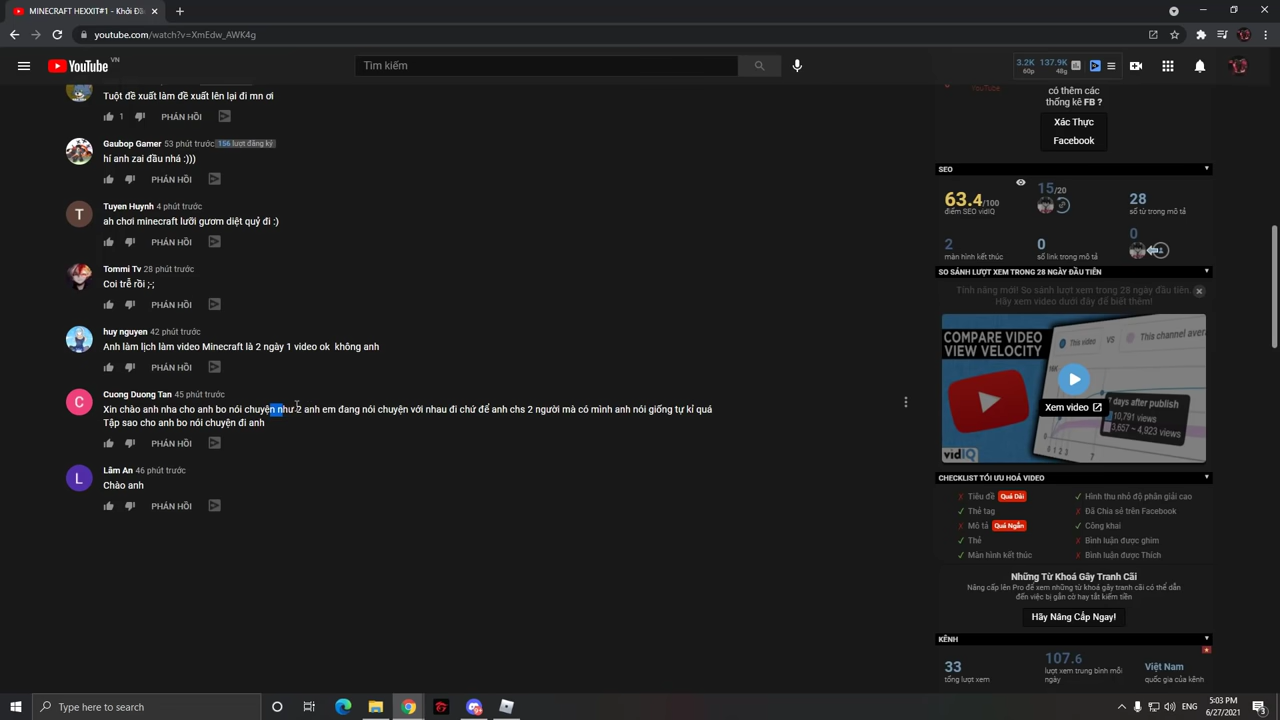 MINECRAFT HEXXIT#1 - Khởi Đầ
youtube.com/watch?v=XmEdw_AWK4g
YouTube VN
Tìm kiếm
3.2K 137.9K
60p 48g
Tuột đề xuất làm đề xuất lên lại đi mn ơi
1 PHẢN HỒI
Gaubop Gamer 53 phút trước 156 lượt đăng ký
hí anh zai đầu nhá :)))
PHẢN HỒI
T
Tuyen Huynh 4 phút trước
ah chơi minecraft lưỡi gươm diệt quỷ đi :)
PHẢN HỒI
Tommi Tv 28 phút trước
Coi trễ rồi ;-;
PHẢN HỒI
huy nguyen 42 phút trước
Anh làm lịch làm video Minecraft là 2 ngày 1 video ok không anh
PHẢN HỒI
C
Cuong Duong Tan 45 phút trước
Xin chào anh nha cho anh bo nói chuyện như 2 anh em đang nói chuyện với nhau đi chứ để anh chs 2 người mà có mình anh nói giống tự kỉ quá
Tập sao cho anh bo nói chuyện đi anh
PHẢN HỒI
L
Lâm An 46 phút trước
Chào anh
PHẢN HỒI
YouTube
có thêm các
thống kê FB ?
Xác Thực
Facebook
SEO
63.4/100
điểm SEO vidIQ
15/20
28
số từ trong mô tả
2
màn hình kết thúc
0
số link trong mô tả
0
SO SÁNH LƯỢT XEM TRONG 28 NGÀY ĐẦU TIÊN
Tính năng mới! So sánh lượt xem trong 28 ngày đầu tiên.
Hãy xem video dưới đây để biết thêm!
COMPARE VIDEO
VIEW VELOCITY
This video VS This channel avera
Xem video
7 days after publish
10,791 views
3,657 ~ 4,923 views
vidIQ
CHECKLIST TỐI ƯU HOÁ VIDEO
Tiêu đề Quá Dài
Hình thu nhỏ độ phân giải cao
Thẻ tag
Đã Chia sẻ trên Facebook
Mô tả Quá Ngắn
Công khai
Thẻ
Bình luận được ghim
Màn hình kết thúc
Bình luận được Thích
Những Từ Khoá Gây Tranh Cãi
Nâng cấp lên Pro để xem những từ khoá gây tranh cãi có thể dẫn
đến việc bị gắn cờ hay tắt kiếm tiền
Hãy Nâng Cấp Ngay!
KÊNH
33
tổng lượt xem
107.6
lượt xem trung bình mỗi
ngày
Việt Nam
quốc gia của kênh
Type here to search
ENG
5:03 PM
6/27/2021
3